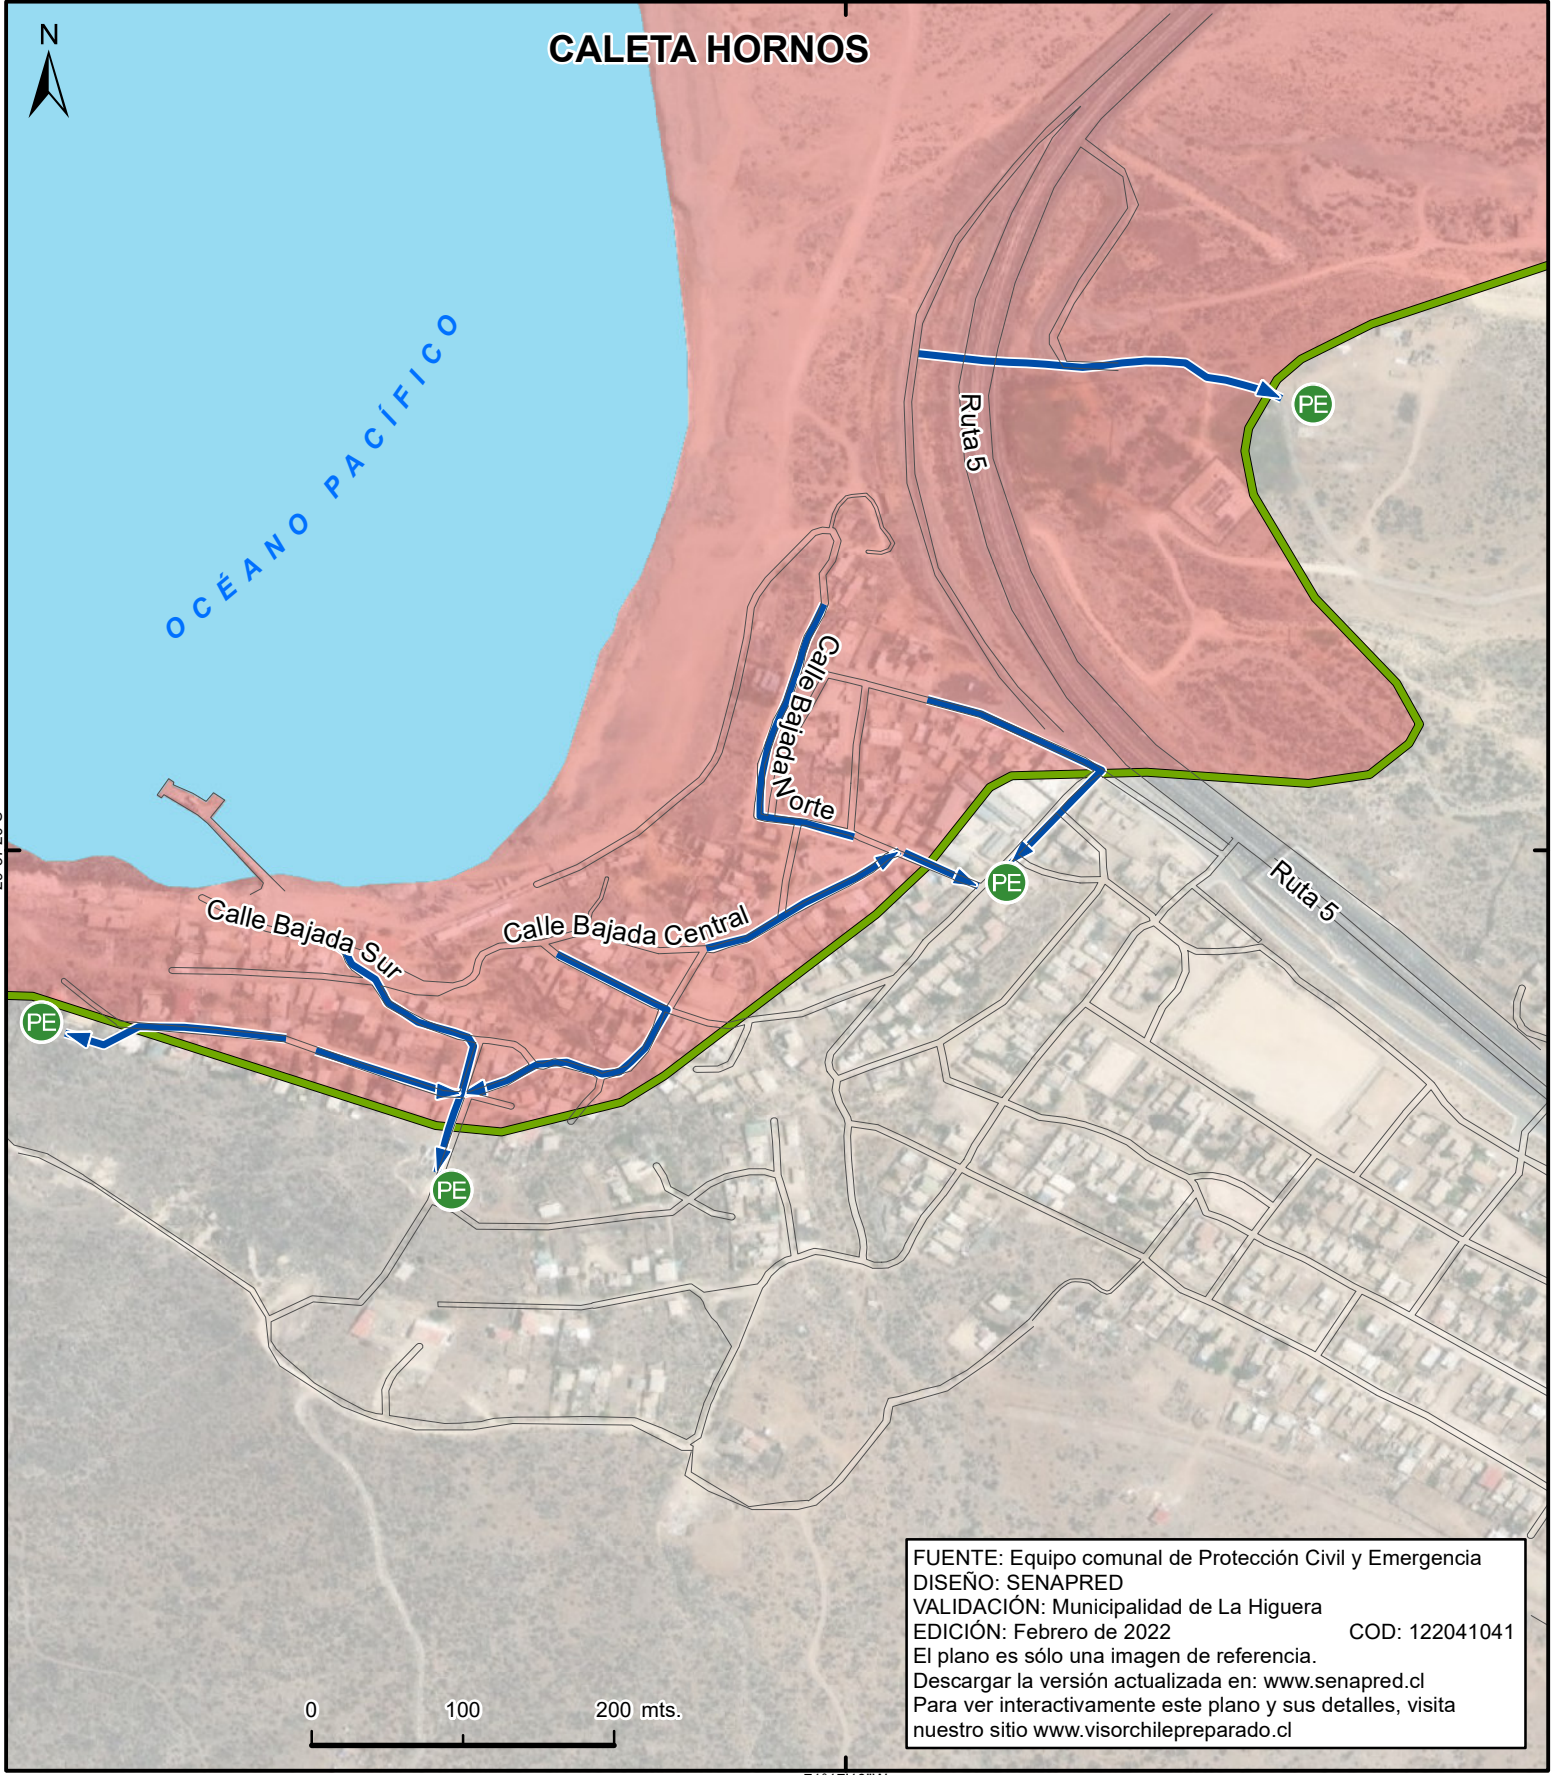 N
CALETA HORNOS
OCÉANO PACÍFICO
Ruta 5
PE
Calle Bajada Norte
Ruta 5
PE
Calle Bajada Central
Calle Bajada Sur
PE
PE
0 100 200 mts.
FUENTE: Equipo comunal de Protección Civil y Emergencia
DISEÑO: SENAPRED
VALIDACIÓN: Municipalidad de La Higuera
EDICIÓN: Febrero de 2022 COD: 122041041
El plano es sólo una imagen de referencia.
Descargar la versión actualizada en: www.senapred.cl
Para ver interactivamente este plano y sus detalles, visita
nuestro sitio www.visorchilepreparado.cl